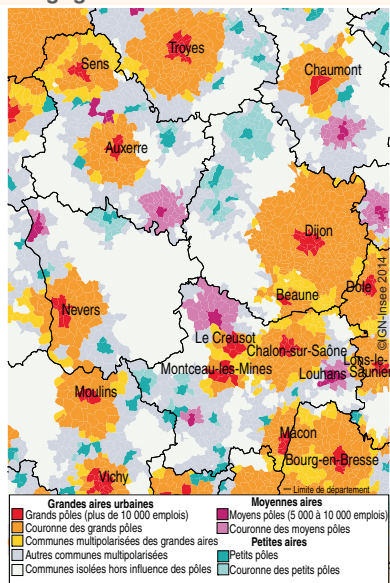 Troyes
Sens
Chaumont
Auxerre
Dijon
Beaune
Dole
Nevers
Le Creusot
Chalon-sur-Saône
Lons-le-
Saunier
Montceau-les-Mines
Louhans
Moulins
Mâcon
Bourg-en-Bresse
Vichy
©IGN-Insee 2014
Limite de département
Grandes aires urbaines
Grands pôles (plus de 10 000 emplois)
Couronne des grands pôles
Communes multipolarisées des grandes aires
Autres communes multipolarisées
Communes isolées hors influence des pôles
Moyennes aires
Moyens pôles (5 000 à 10 000 emplois)
Couronne des moyens pôles
Petites aires
Petits pôles
Couronne des petits pôles